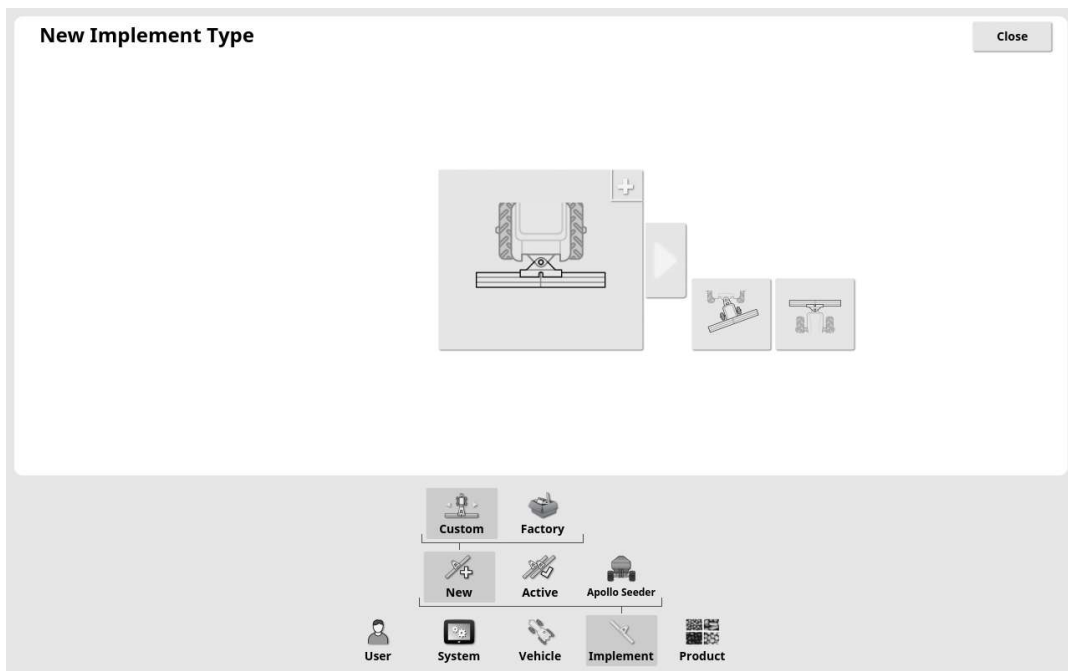 New Implement Type
Close
Custom
Factory
New
Active
Apollo Seeder
User
System
Vehicle
Implement
Product